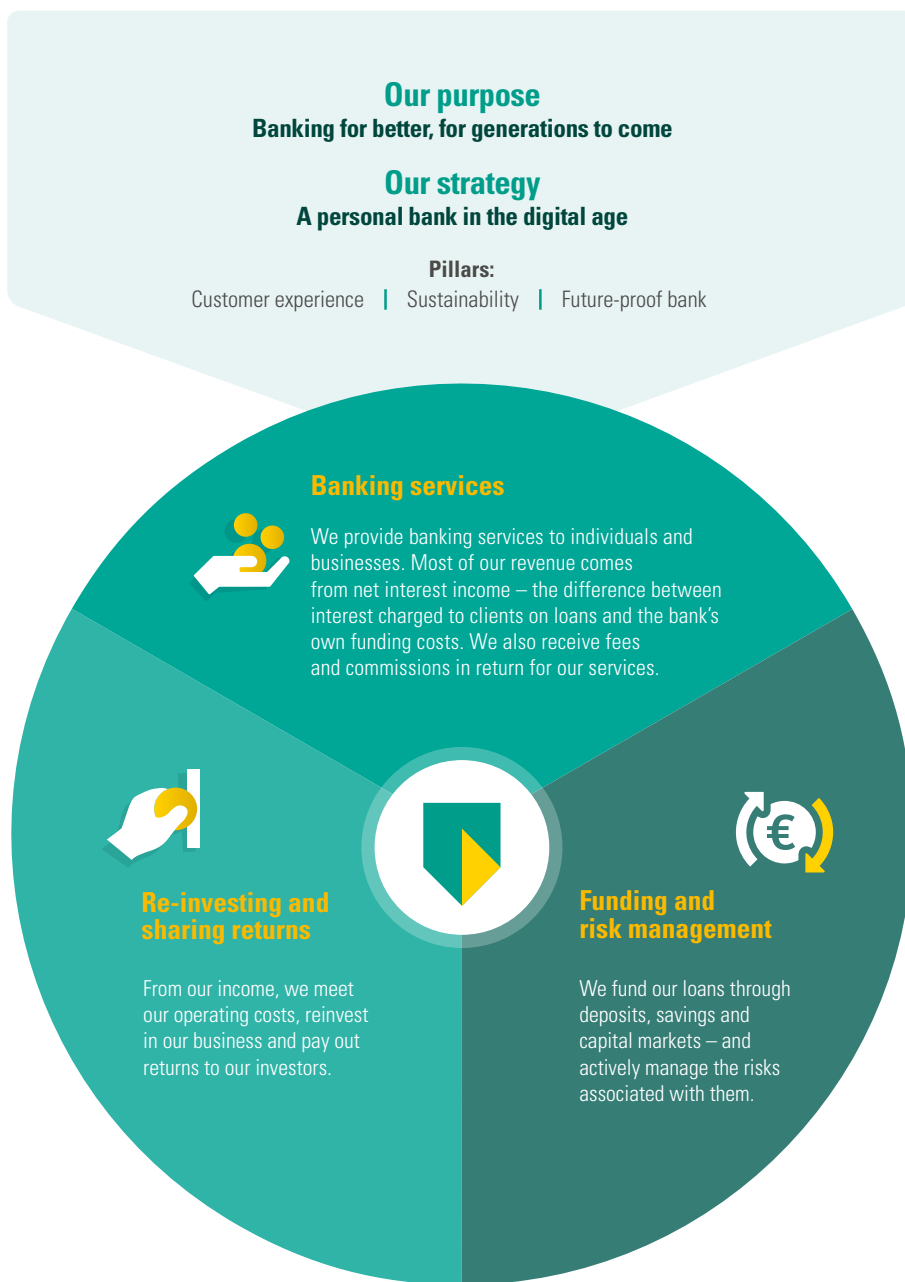 Our purpose
Banking for better, for generations to come
Our strategy
A personal bank in the digital age
Pillars:
Customer experience | Sustainability | Future-proof bank
Banking services
We provide banking services to individuals and
businesses. Most of our revenue comes
from net interest income – the difference between
interest charged to clients on loans and the bank's
own funding costs. We also receive fees
and commissions in return for our services.
Re-investing and
sharing returns
From our income, we meet
our operating costs, reinvest
in our business and pay out
returns to our investors.
€
Funding and
risk management
We fund our loans through
deposits, savings and
capital markets – and
actively manage the risks
associated with them.